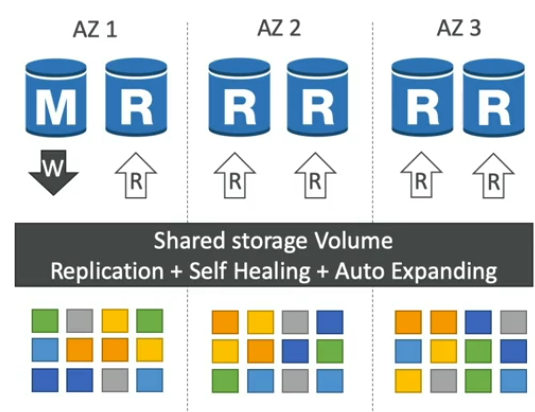 AZ 1 AZ 2 AZ 3
M R R R R R
W R R R R R
Shared storage Volume
Replication + Self Healing + Auto Expanding